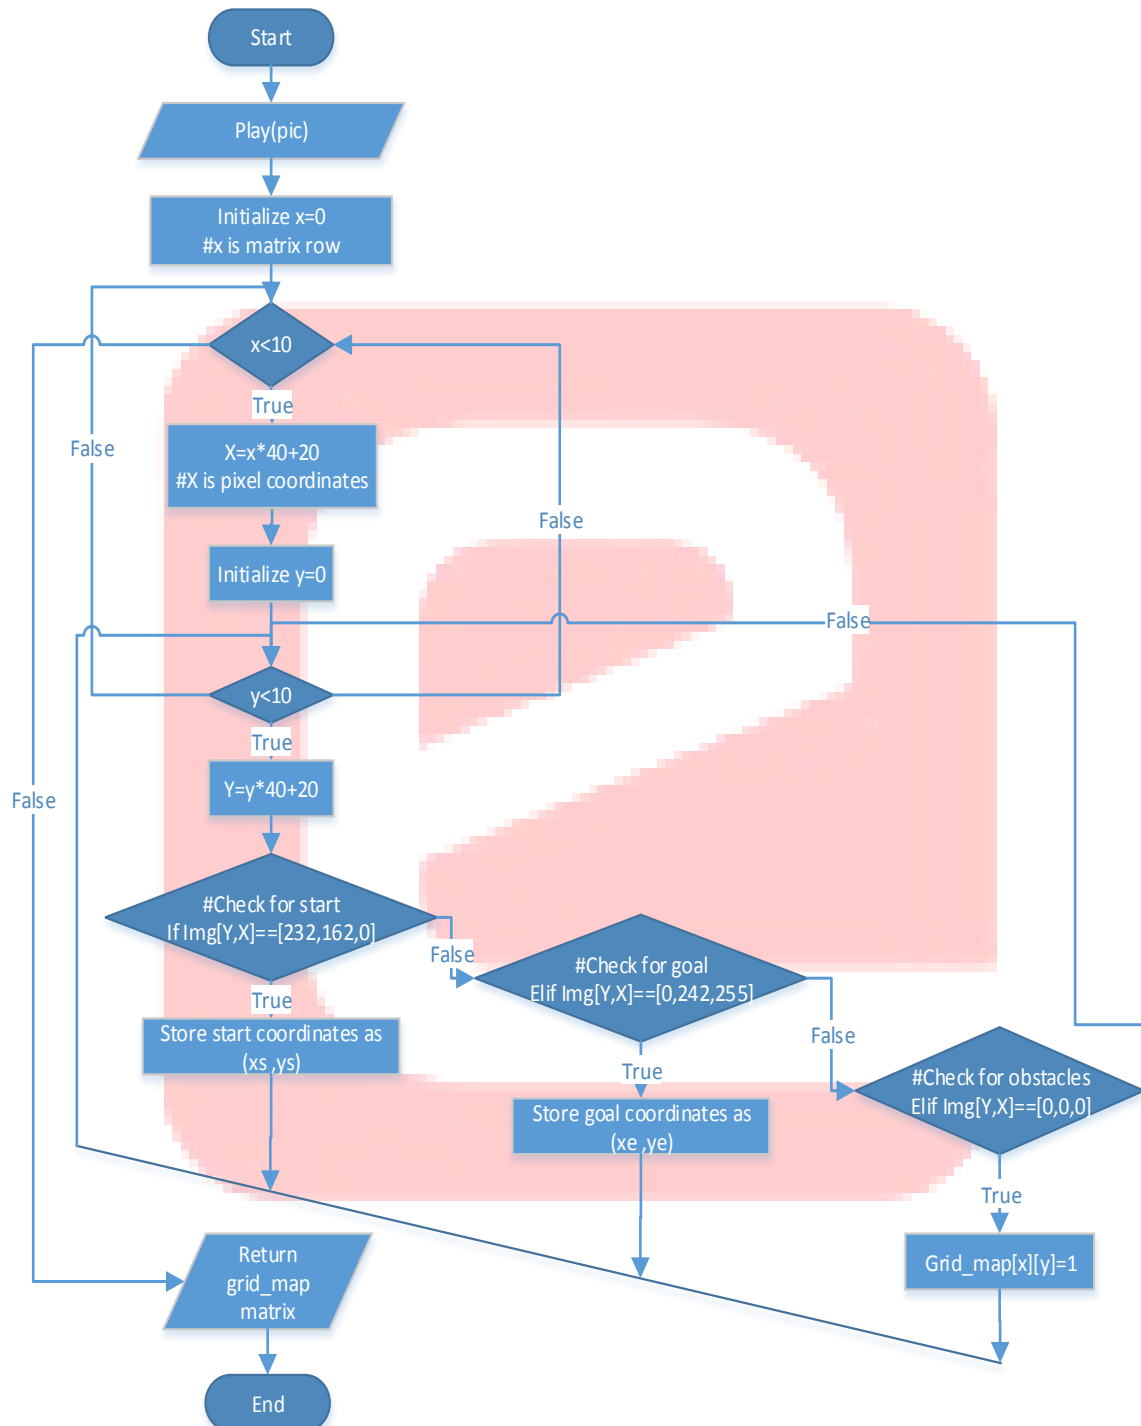 Start
Play(pic)
Initialize x=0
#x is matrix row
x<10
True
False
X=x*40+20
#X is pixel coordinates
False
Initialize y=0
False
y<10
True
Y=y*40+20
False
#Check for start
If Img[Y,X]==[232,162,0]
False
#Check for goal
Elif Img[Y,X]==[0,242,255]
True
False
Store start coordinates as
(xs ,ys)
True
#Check for obstacles
Elif Img[Y,X]==[0,0,0]
Store goal coordinates as
(xe ,ye)
True
Return
grid_map
matrix
Grid_map[x][y]=1
End